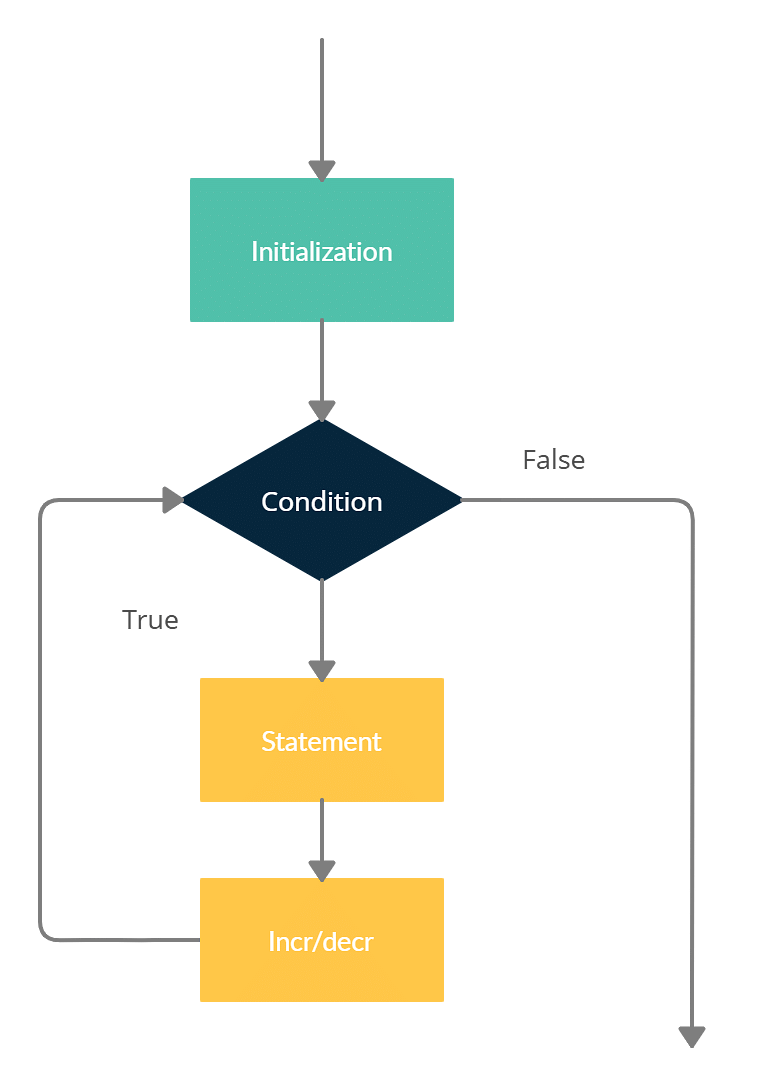 Initialization
False
Condition
True
Statement
Incr/decr